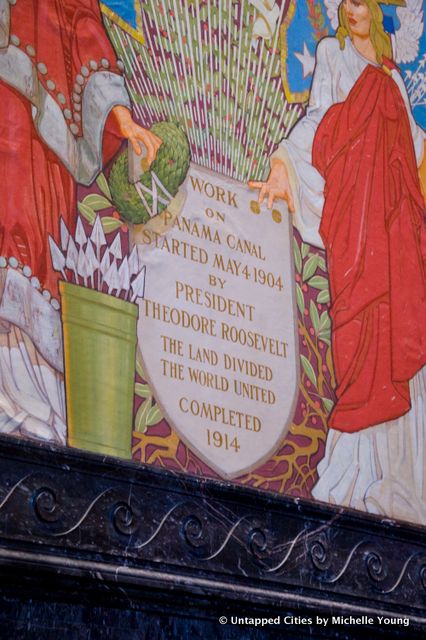 WORK
ON
PANAMA CANAL
STARTED MAY 4 1904
BY
PRESIDENT
THEODORE ROOSEVELT
THE LAND DIVIDED
THE WORLD UNITED
COMPLETED
1914
© Untapped Cities by Michelle Young